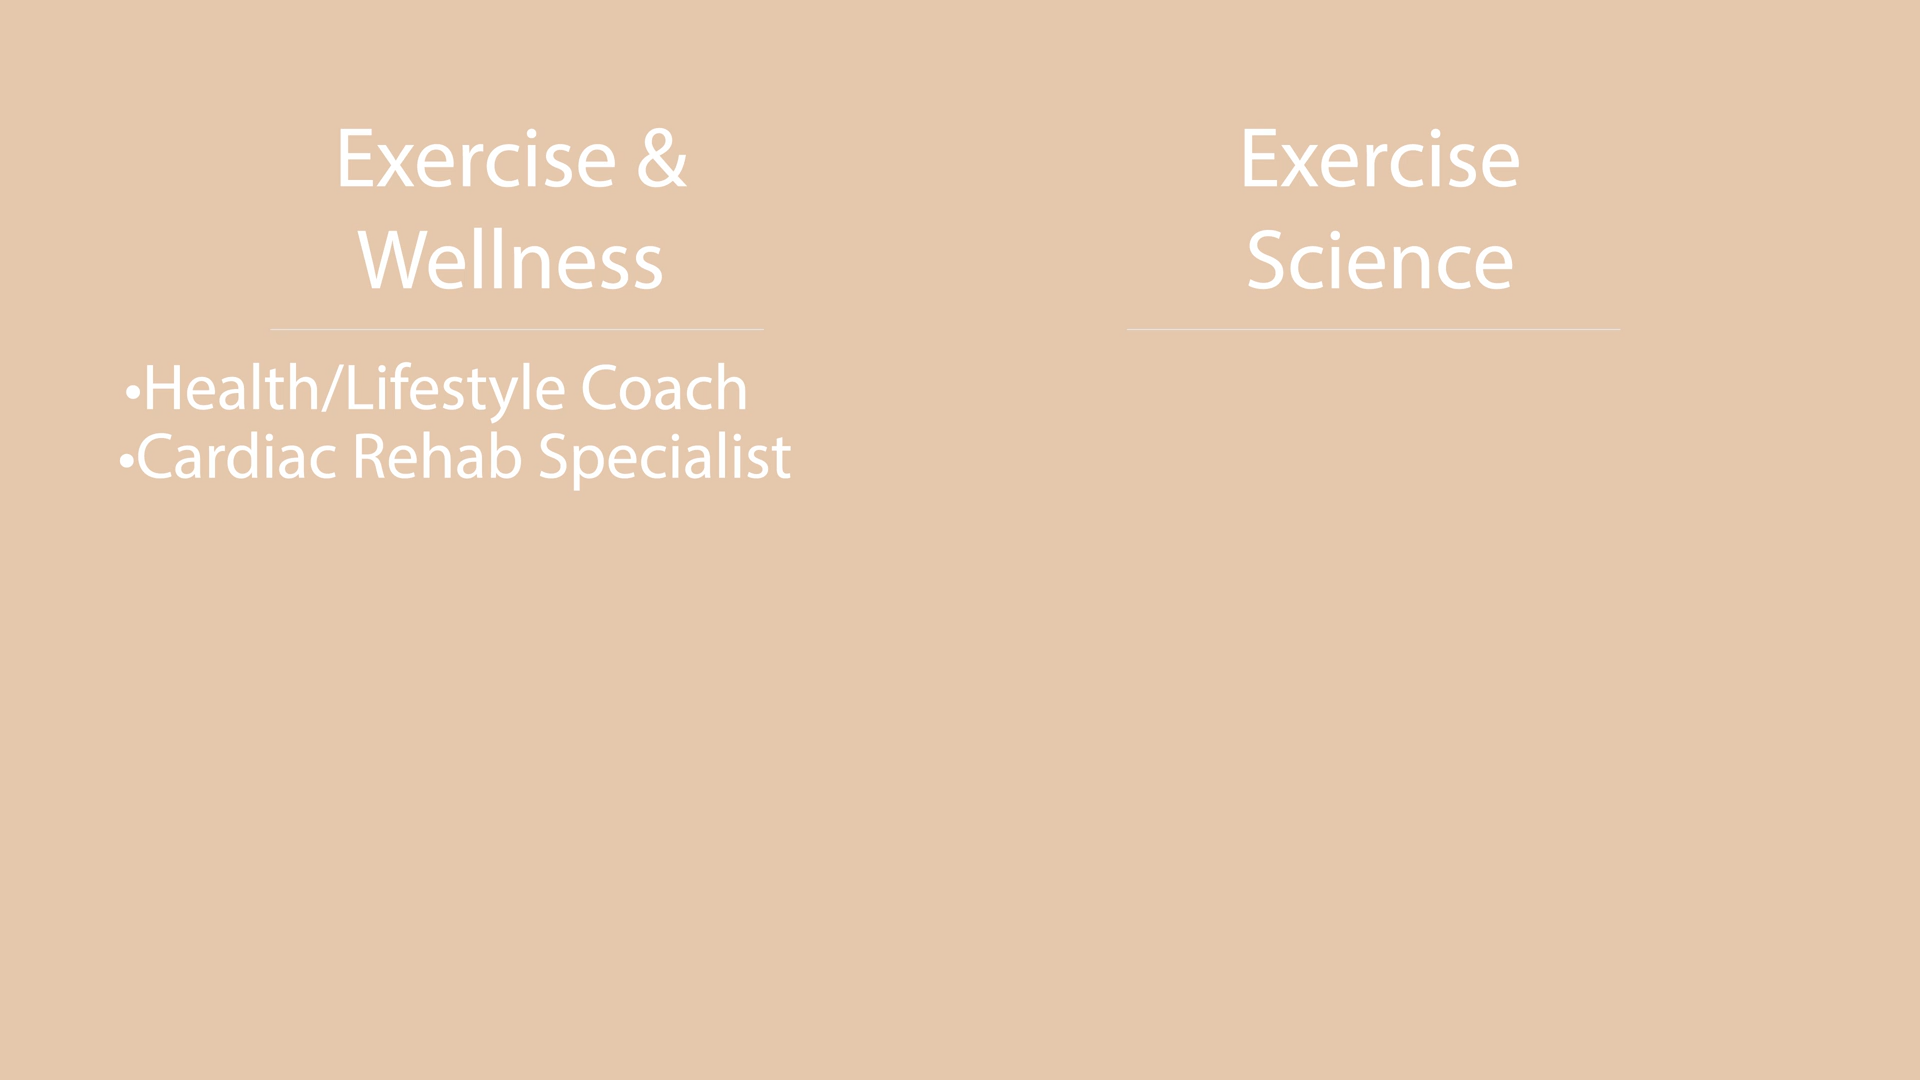 Exercise &
Wellness
•Health/Lifestyle Coach
•Cardiac Rehab Specialist
Exercise
Science